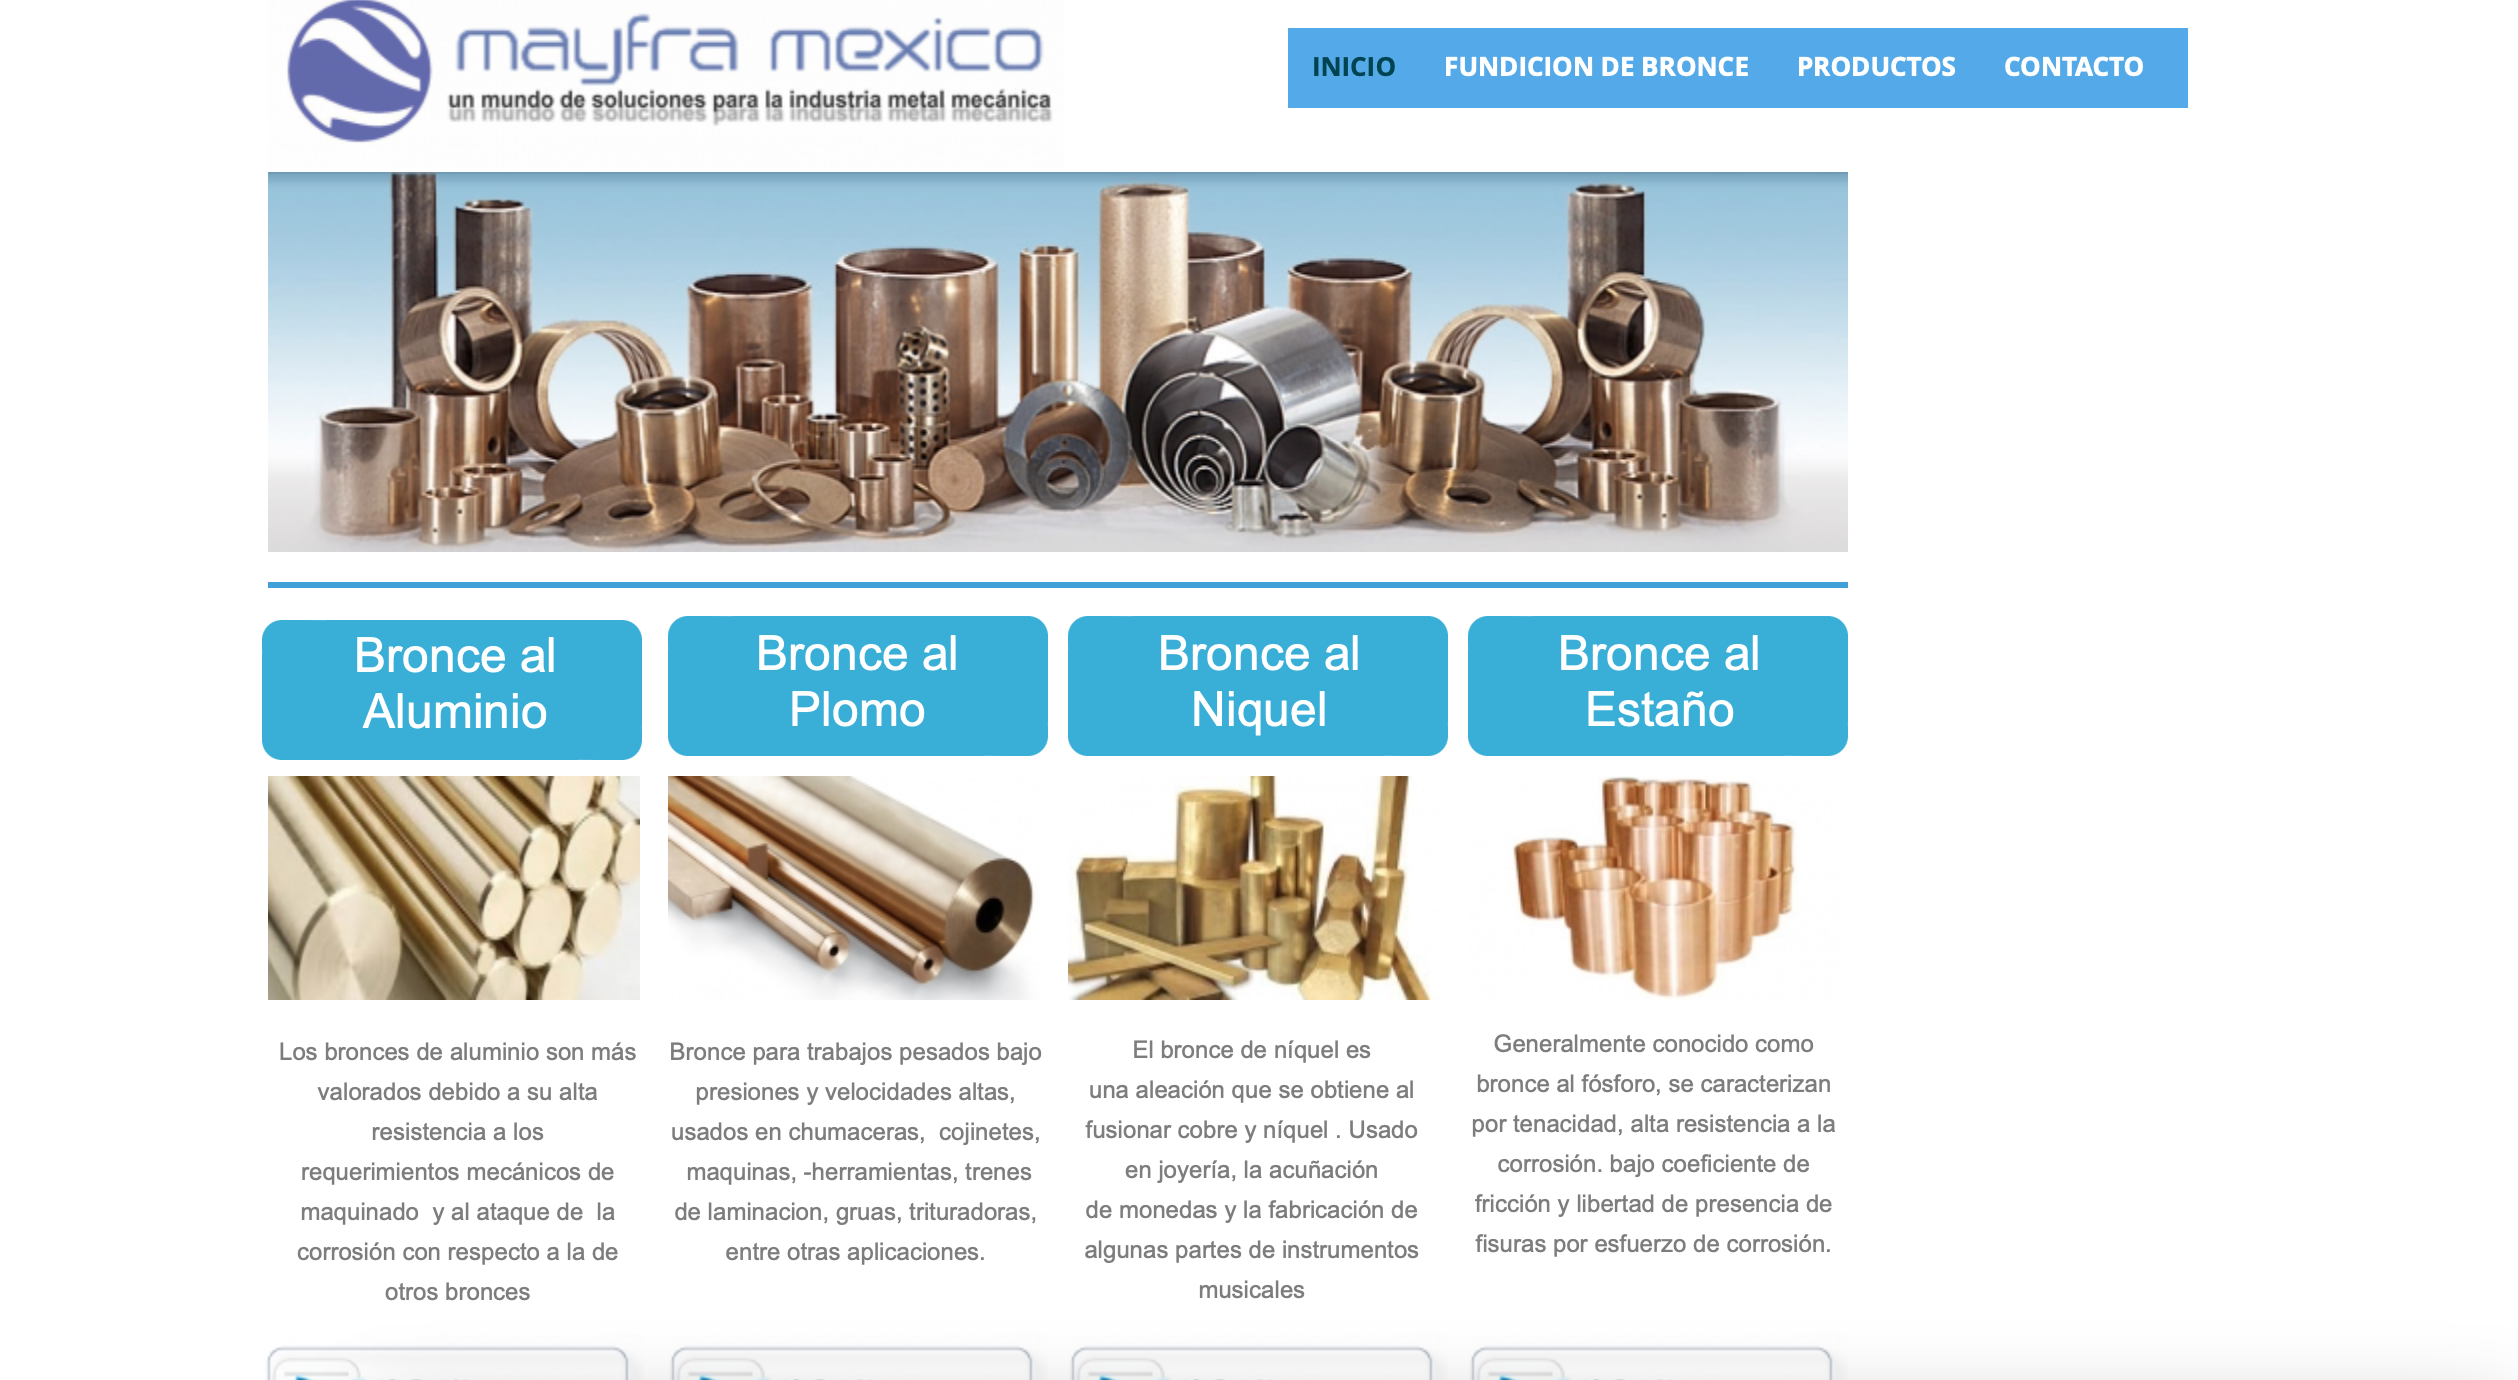 mayfra mexico
un mundo de soluciones para la industria metal mecánica
INICIO FUNDICION DE BRONCE PRODUCTOS CONTACTO
Bronce al
Aluminio
Bronce al
Plomo
Bronce al
Niquel
Bronce al
Estaño
Los bronces de aluminio son más
valorados debido a su alta
resistencia a los
requerimientos mecánicos de
maquinado  y al ataque de  la
corrosión con respecto a la de
otros bronces
Bronce para trabajos pesados bajo
presiones y velocidades altas,
usados en chumaceras,  cojinetes,
maquinas, -herramientas, trenes
de laminacion, gruas, trituradoras,
entre otras aplicaciones.
El bronce de níquel es
una aleación que se obtiene al
fusionar cobre y níquel . Usado
en joyería, la acuñación
de monedas y la fabricación de
algunas partes de instrumentos
musicales
Generalmente conocido como
bronce al fósforo, se caracterizan
por tenacidad, alta resistencia a la
corrosión. bajo coeficiente de
fricción y libertad de presencia de
fisuras por esfuerzo de corrosión.